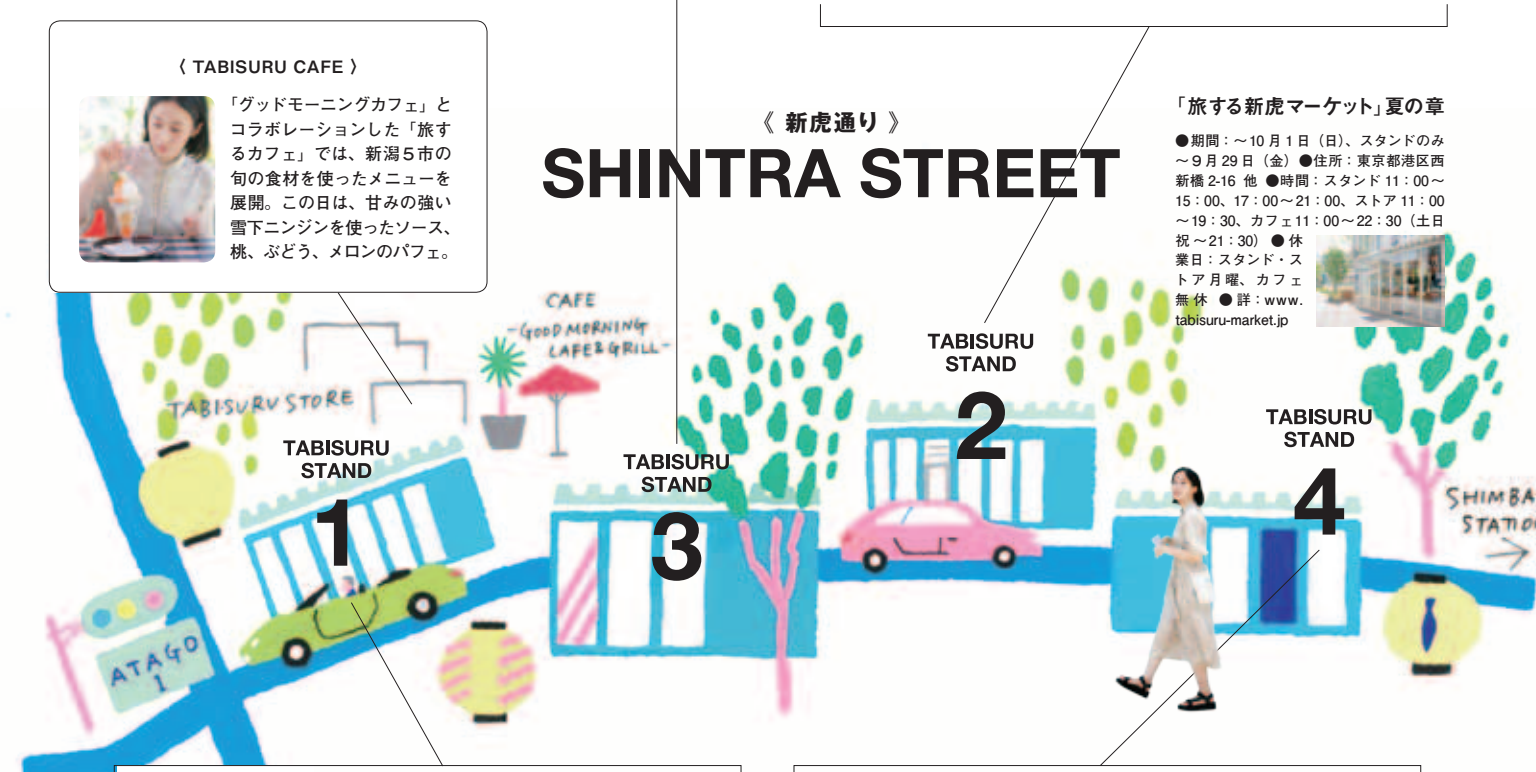 〈 TABISURU CAFE 〉
「グッドモーニングカフェ」と
コラボレーションした「旅す
るカフェ」では、新潟5市の
旬の食材を使ったメニューを
展開。この日は、甘みの強い
雪下ニンジンを使ったソース、
桃、ぶどう、メロンのパフェ。
《 新虎通り 》
SHINTRA STREET
「旅する新虎マーケット」夏の章
●期間：〜10月1日（日）、スタンドのみ
〜9月29日（金）●住所：東京都港区西
新橋2-16 他 ●時間：スタンド11：00〜
15：00、17：00〜21：00、ストア11：00
〜19：30、カフェ11：00〜22：30（土日
祝〜21：30）●休
業日：スタンド・ス
トア月曜、カフェ
無休 ●詳：www.
tabisuru-market.jp
CAFE
-GOOD MORNING
CAFE&GRILL-
TABISURU STORE
TABISURU
STAND
1
TABISURU
STAND
3
TABISURU
STAND
2
TABISURU
STAND
4
SHIMBA
STATIO
ATAGO
1